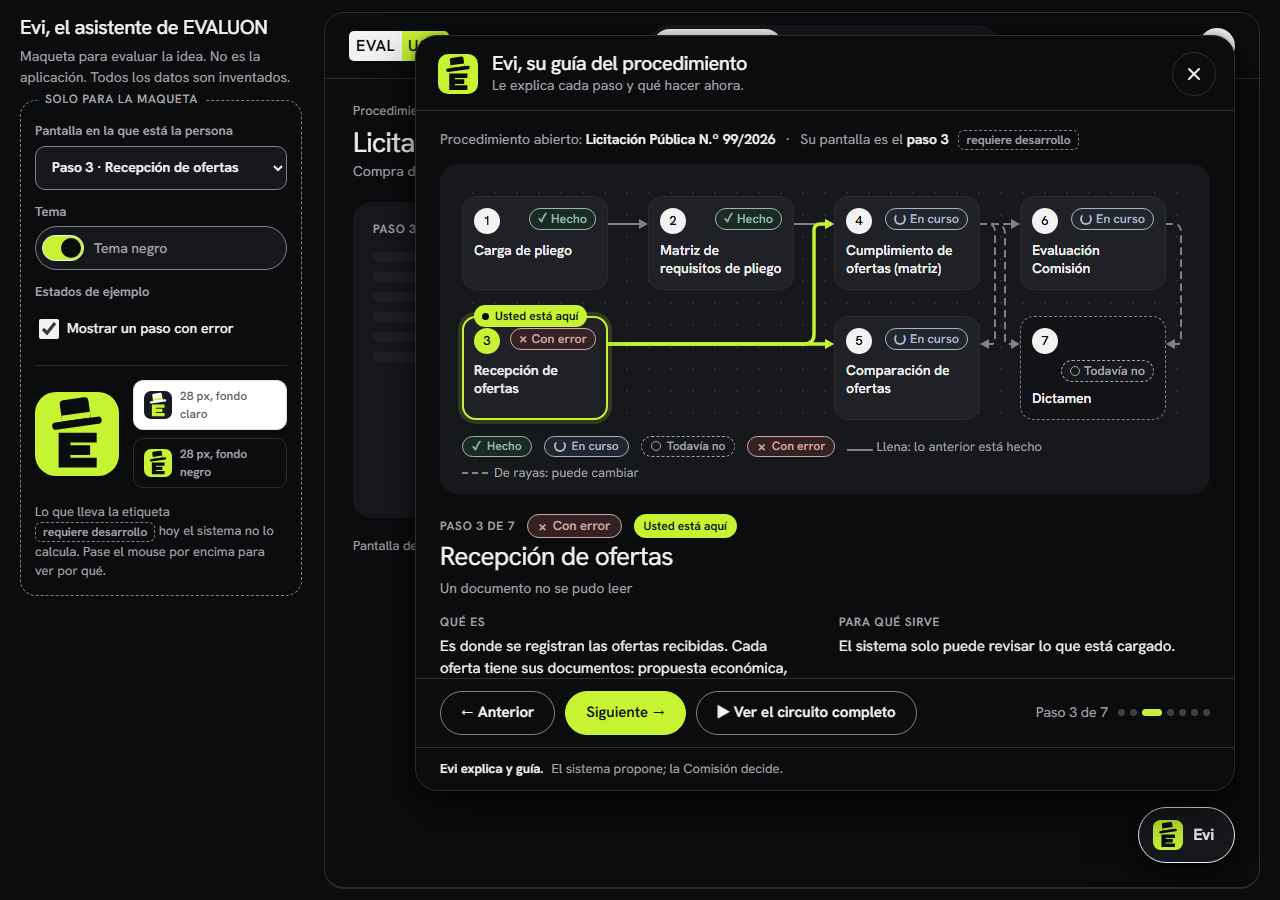 Evi, el asistente de EVALUON
Maqueta para evaluar la idea. No es la
aplicación. Todos los datos son inventados.
SOLO PARA LA MAQUETA
Pantalla en la que está la persona
Paso 3 · Recepción de ofertas
Tema
Tema negro
Estados de ejemplo
Mostrar un paso con error
28 px, fondo
claro
28 px, fondo
negro
Lo que lleva la etiqueta
requiere desarrollo hoy el sistema no lo
calcula. Pase el mouse por encima para
ver por qué.
EVAL U
Procedimie
Licita
Compra d
PASO 3
Pantalla de
Evi, su guía del procedimiento
Le explica cada paso y qué hacer ahora.
Procedimiento abierto: Licitación Pública N.º 99/2026 · Su pantalla es el paso 3 requiere desarrollo
1 ✓ Hecho
Carga de pliego
2 ✓ Hecho
Matriz de
requisitos de pliego
4 En curso
Cumplimiento de
ofertas (matriz)
6 En curso
Evaluación
Comisión
Usted está aquí
3 × Con error
Recepción de
ofertas
5 En curso
Comparación de
ofertas
7
Todavía no
Dictamen
✓ Hecho En curso Todavía no × Con error Llena: lo anterior está hecho
De rayas: puede cambiar
PASO 3 DE 7 × Con error Usted está aquí
Recepción de ofertas
Un documento no se pudo leer
QUÉ ES
Es donde se registran las ofertas recibidas. Cada
oferta tiene sus documentos: propuesta económica,
PARA QUÉ SIRVE
El sistema solo puede revisar lo que está cargado.
← Anterior
Siguiente →
▶ Ver el circuito completo
Paso 3 de 7
Evi explica y guía. El sistema propone; la Comisión decide.
Evi